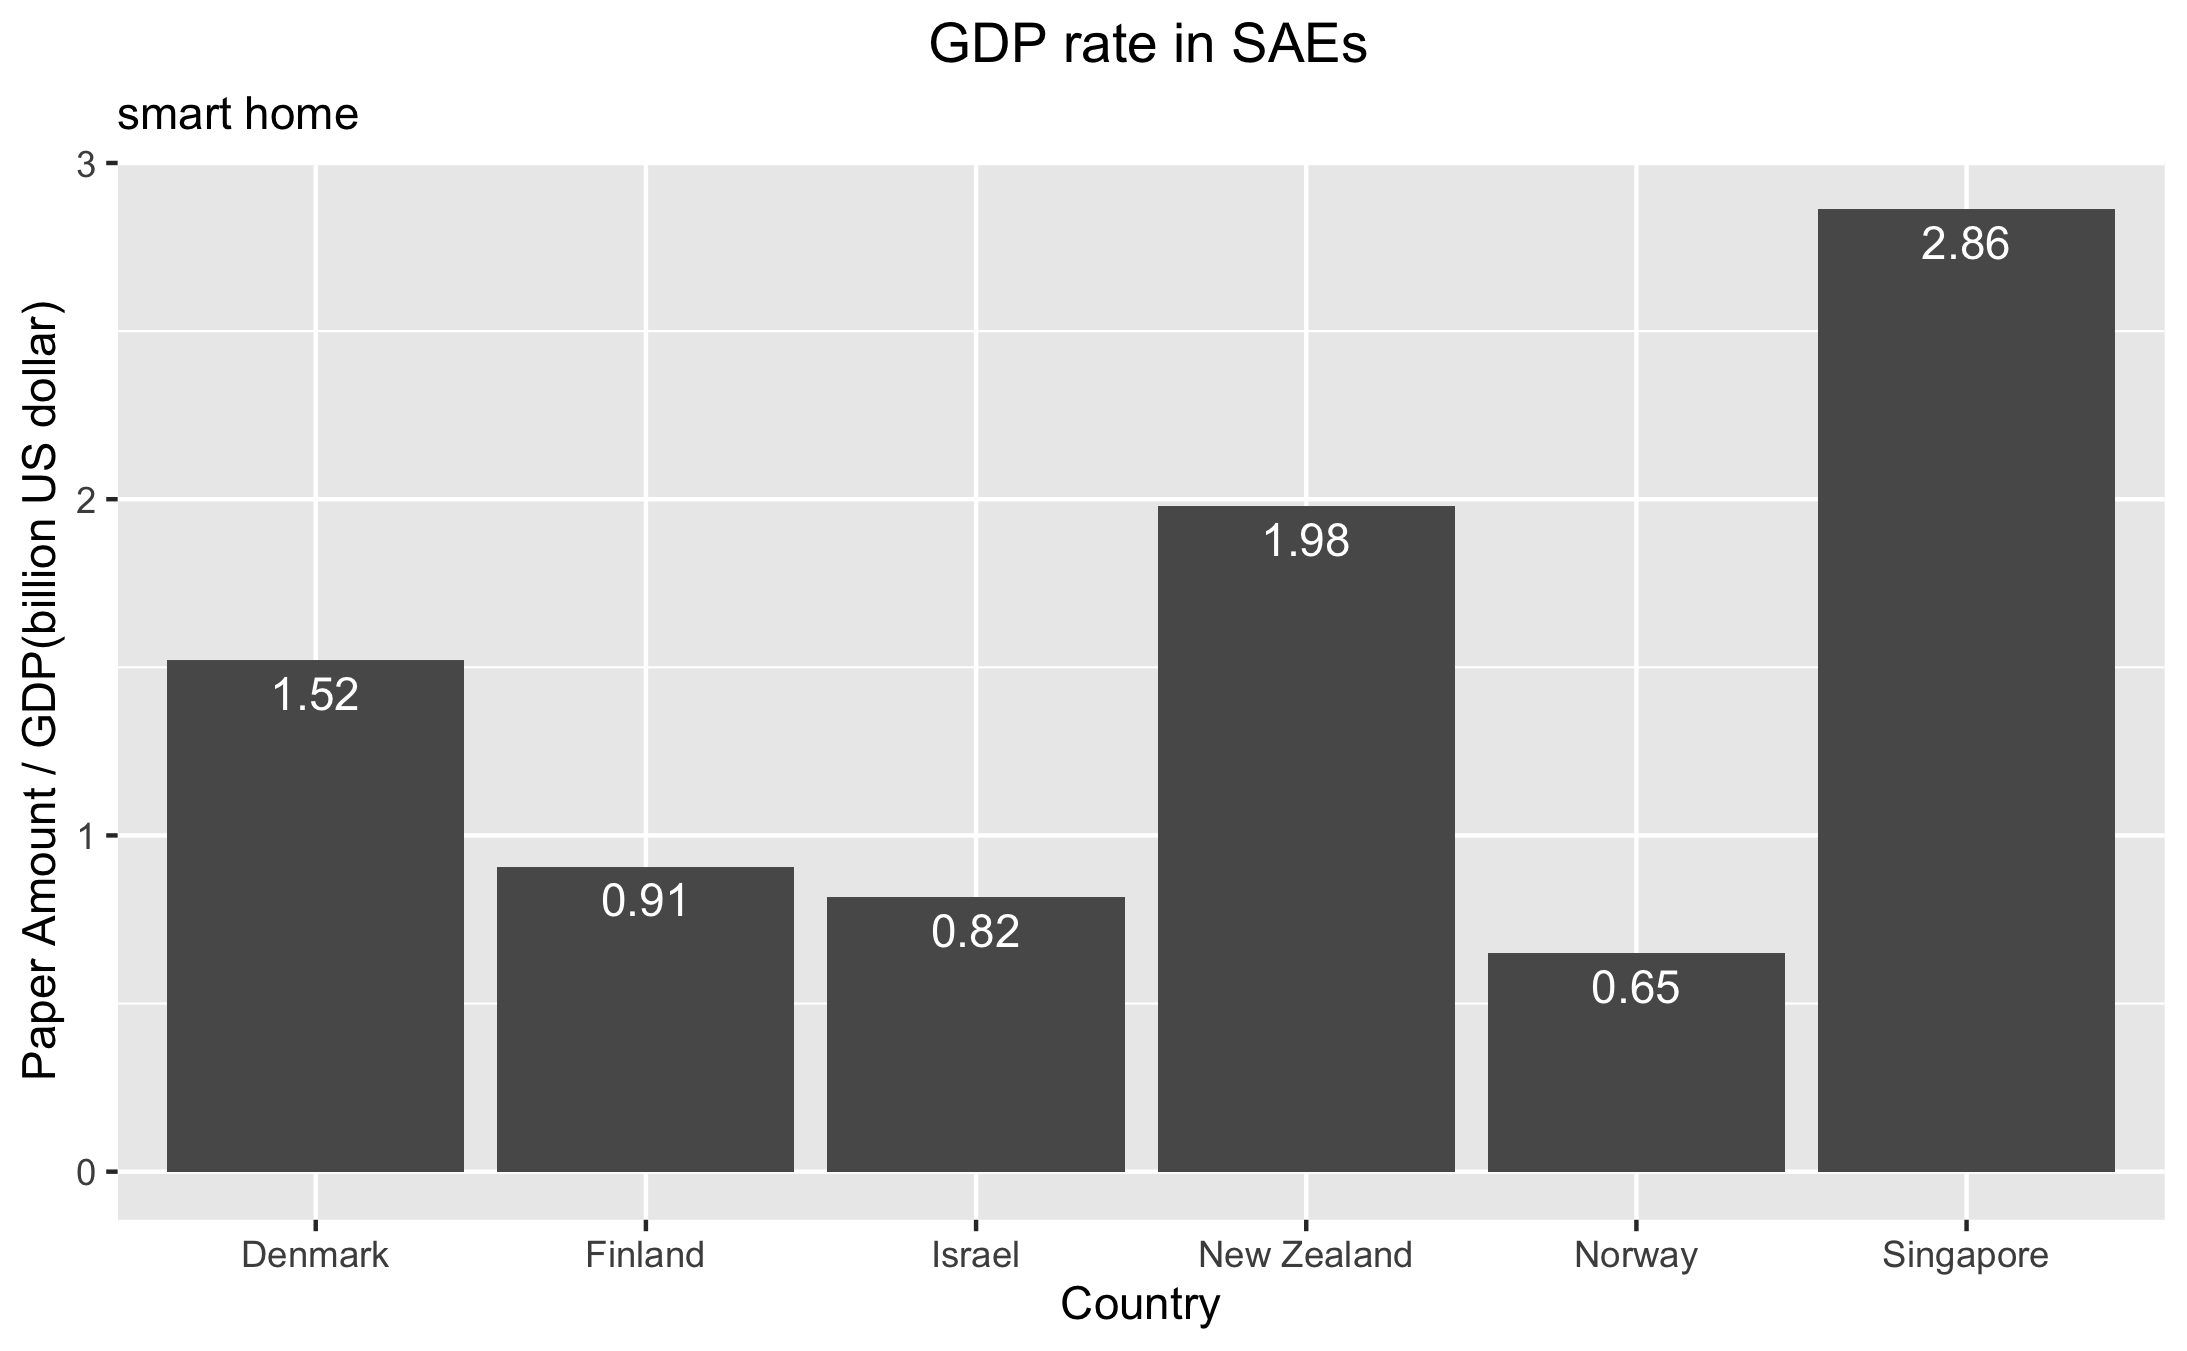 GDP rate in SAEs
smart home
Paper Amount / GDP(billion US dollar)
3
2
1
0
1.52
0.91
0.82
1.98
0.65
2.86
Denmark
Finland
Israel
New Zealand
Norway
Singapore
Country